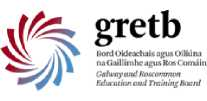 gretb
Bord Oideachais agus Oiliúna
na Gaillimhe agus Ros Comáin
Galway and Roscommon
Education and Training Board